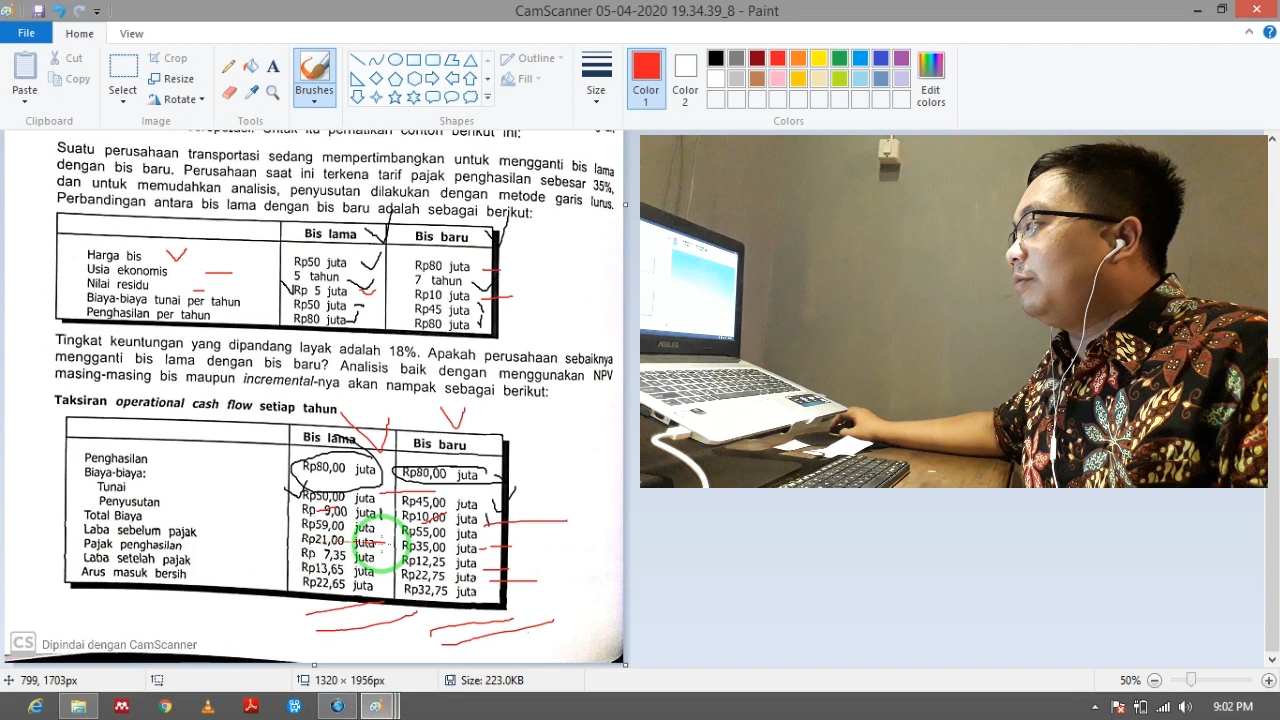 CamScanner 05-04-2020 19.34.39_8 - Paint
File Home View
Paste Cut Copy Clipboard
Select Crop Resize Rotate Image
Tools
Brushes
Outline Fill Shapes
Size
Color 1 Color 2 Edit colors Colors
Untuk itu perhatikan contoh berikut ini:
Suatu perusahaan transportasi sedang mempertimbangkan untuk mengganti bis lama
dengan bis baru. Perusahaan saat ini terkena tarif pajak penghasilan sebesar 35%,
dan untuk memudahkan analisis, penyusutan dilakukan dengan metode garis lurus.
Perbandingan antara bis lama dengan bis baru adalah sebagai berikut:
Bis lama Bis baru
Harga bis Rp50 juta Rp80 juta
Usia ekonomis 5 tahun 7 tahun
Nilai residu Rp 5 juta Rp10 juta
Biaya-biaya tunai per tahun Rp50 juta Rp45 juta
Penghasilan per tahun Rp80 juta Rp80 juta
Tingkat keuntungan yang dipandang layak adalah 18%. Apakah perusahaan sebaiknya
mengganti bis lama dengan bis baru? Analisis baik dengan menggunakan NPV
masing-masing bis maupun incremental-nya akan nampak sebagai berikut:
Taksiran operational cash flow setiap tahun
Bis lama Bis baru
Penghasilan Rp80,00 juta Rp80,00 juta
Biaya-biaya:
Tunai Rp50,00 juta Rp45,00 juta
Penyusutan Rp 9,00 juta Rp10,00 juta
Total Biaya Rp59,00 juta Rp55,00 juta
Laba sebelum pajak Rp21,00 juta Rp35,00 juta
Pajak penghasilan Rp 7,35 juta Rp12,25 juta
Laba setelah pajak Rp13,65 juta Rp22,75 juta
Arus masuk bersih Rp22,65 juta Rp32,75 juta
CS Dipindai dengan CamScanner
ASUS
799, 1703px 1320 × 1956px Size: 223.0KB 50%
9:02 PM